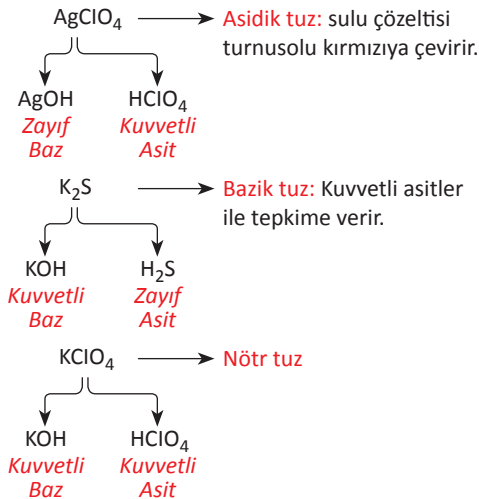 AgClO₄ → Asidik tuz: sulu çözeltisi
turnusolu kırmızıya çevirir.
AgOH HClO₄
Zayıf Kuvvetli
Baz Asit
K₂S → Bazik tuz: Kuvvetli asitler
ile tepkime verir.
KOH H₂S
Kuvvetli Zayıf
Baz Asit
KClO₄ → Nötr tuz
KOH HClO₄
Kuvvetli Kuvvetli
Baz Asit